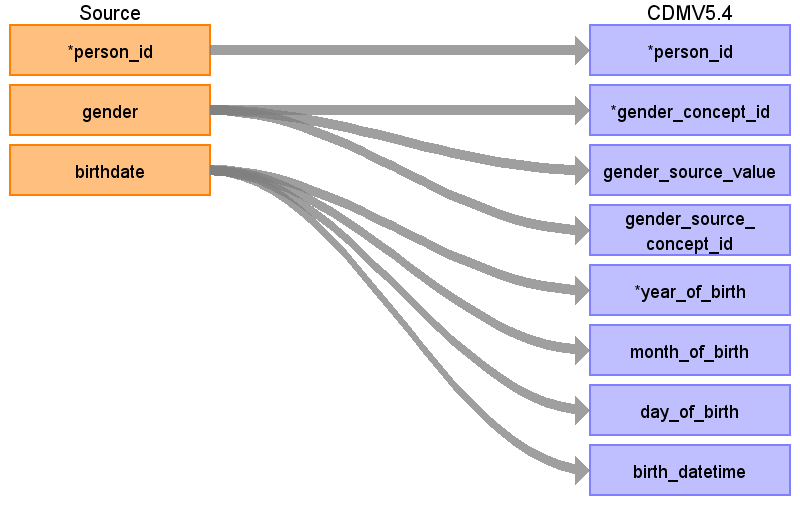 Source
CDMV5.4
*person_id
*person_id
gender
*gender_concept_id
birthdate
gender_source_value
gender_source_
concept_id
*year_of_birth
month_of_birth
day_of_birth
birth_datetime